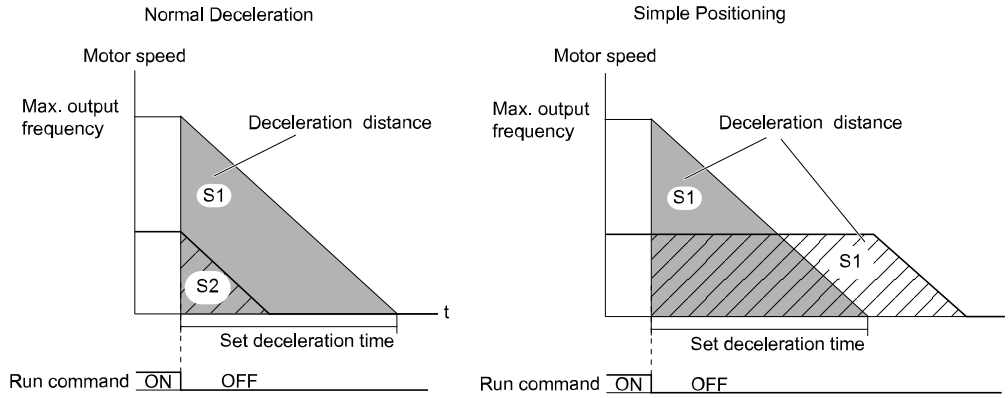 Normal Deceleration
Motor speed
Max. output
frequency
Deceleration distance
S1
S2
t
Set deceleration time
Run command ON OFF
Simple Positioning
Motor speed
Max. output
frequency
Deceleration distance
S1
S1
Set deceleration time
Run command ON OFF